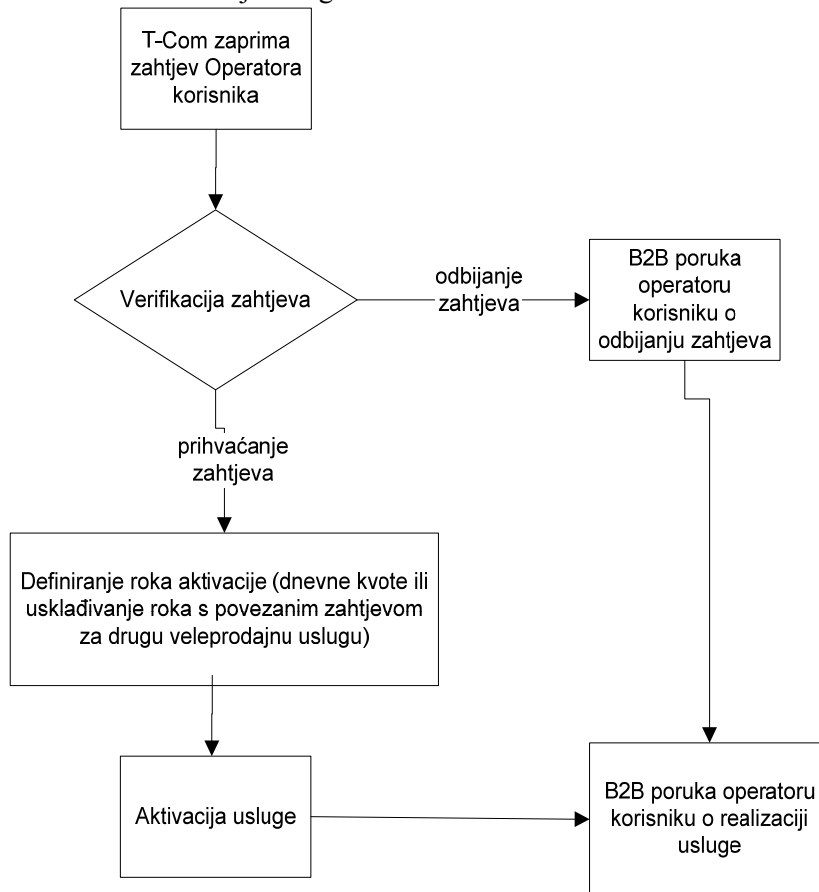 T-Com zaprima
zahtjev Operatora
korisnika
Verifikacija zahtjeva
odbijanje
zahtjeva
B2B poruka
operatoru
korisniku o
odbijanju zahtjeva
prihvaćanje
zahtjeva
Definiranje roka aktivacije (dnevne kvote ili
usklađivanje roka s povezanim zahtjevom
za drugu veleprodajnu uslugu)
Aktivacija usluge
B2B poruka operatoru
korisniku o realizaciji
usluge